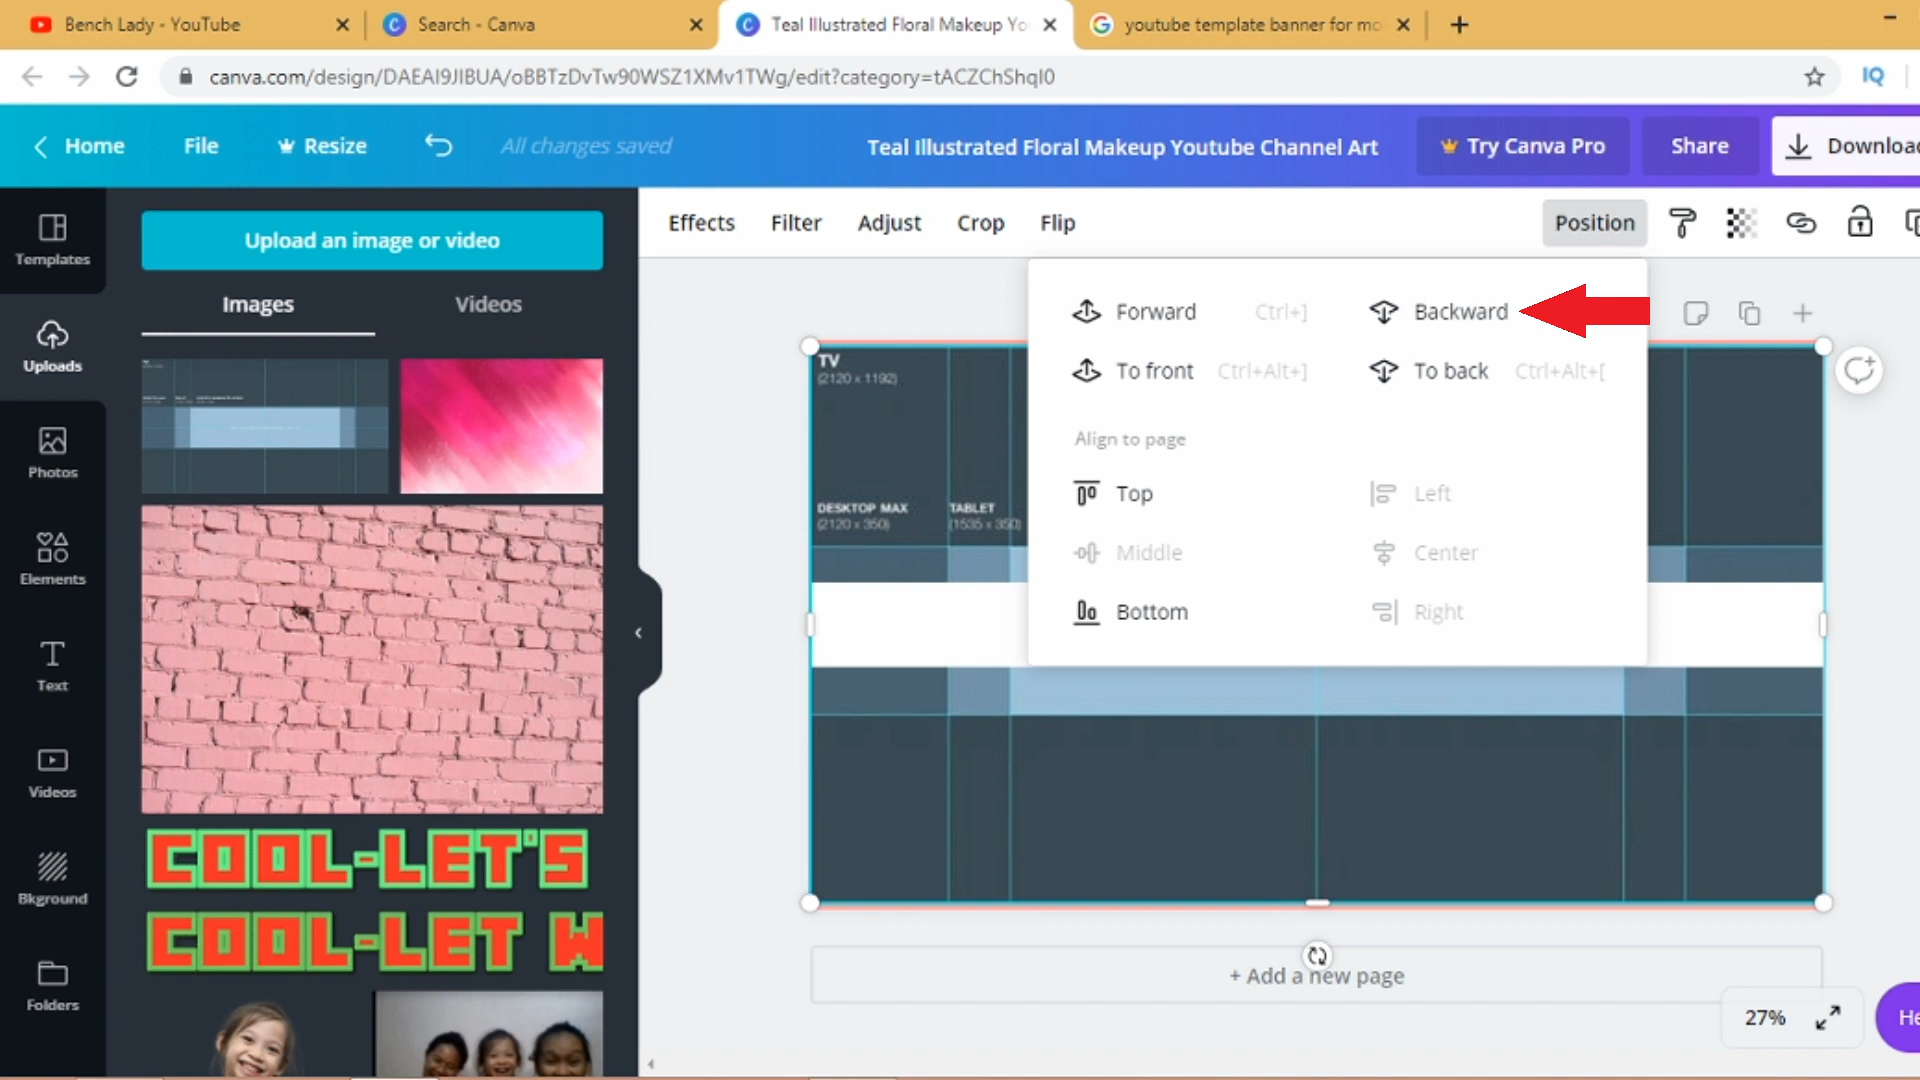 Bench Lady - YouTube
Search - Canva
Teal Illustrated Floral Makeup Yo
youtube template banner for mo
canva.com/design/DAEAI9JIBUA/oBBTzDvTw90WSZ1XMv1TWg/edit?category=tACZChShqI0
IQ
Home
File
Resize
All changes saved
Teal Illustrated Floral Makeup Youtube Channel Art
Try Canva Pro
Share
Download
Templates
Uploads
Photos
Elements
Text
Videos
Bkground
Folders
Upload an image or video
Images
Videos
COOL-LET'S
COOL-LET W
Effects
Filter
Adjust
Crop
Flip
Position
Forward
Ctrl+]
Backward
To front
Ctrl+Alt+]
To back
Ctrl+Alt+[
Align to page
Top
Left
Middle
Center
Bottom
Right
TV
(2120 x 1192)
DESKTOP MAX
(2120 x 350)
TABLET
(1535 x 350)
+ Add a new page
27%
He